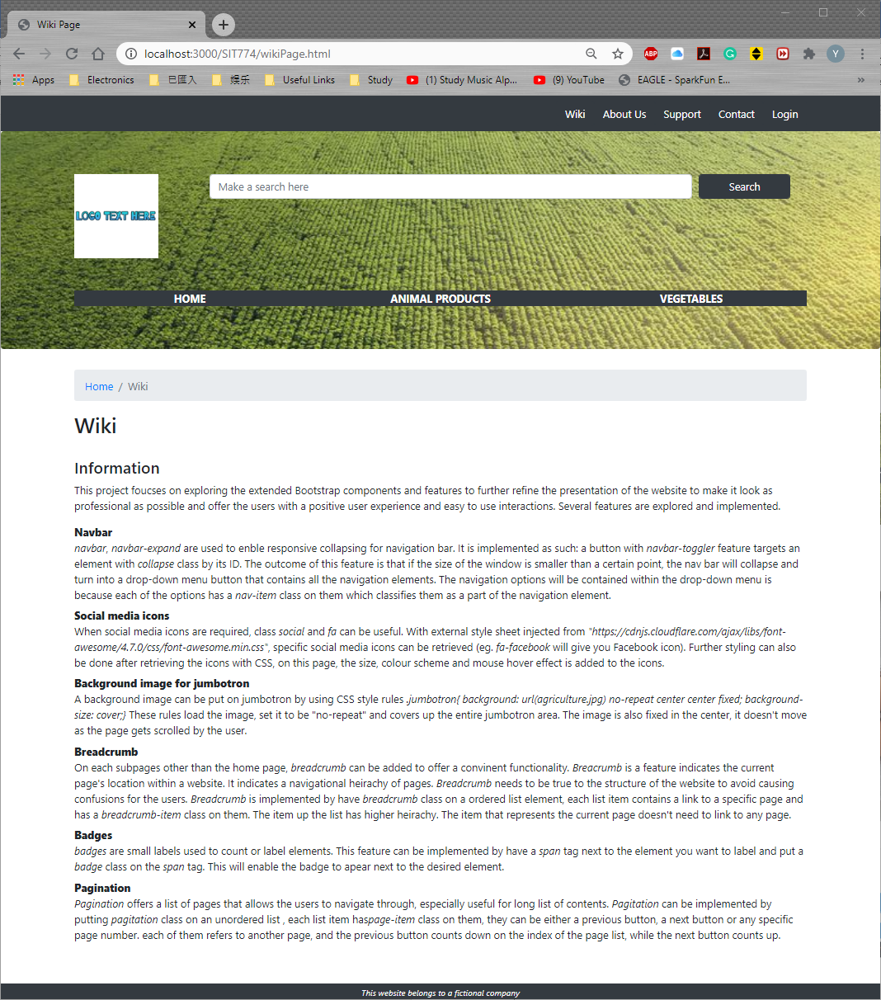 Wiki Page
localhost:3000/SIT774/wikiPage.html
ABP
Y
Apps
Electronics
已匯入
娱乐
Useful Links
Study
(1) Study Music Alp...
(9) YouTube
EAGLE - SparkFun E...
»
Wiki
About Us
Support
Contact
Login
LOGO TEXT HERE
Make a search here
Search
HOME
ANIMAL PRODUCTS
VEGETABLES
Home / Wiki
Wiki
Information
This project foucses on exploring the extended Bootstrap components and features to further refine the presentation of the website to make it look as
professional as possible and offer the users with a positive user experience and easy to use interactions. Several features are explored and implemented.
Navbar
navbar, navbar-expand are used to enble responsive collapsing for navigation bar. It is implemented as such: a button with navbar-toggler feature targets an
element with collapse class by its ID. The outcome of this feature is that if the size of the window is smaller than a certain point, the nav bar will collapse and
turn into a drop-down menu button that contains all the navigation elements. The navigation options will be contained within the drop-down menu is
because each of the options has a nav-item class on them which classifies them as a part of the navigation element.
Social media icons
When social media icons are required, class social and fa can be useful. With external style sheet injected from "https://cdnjs.cloudflare.com/ajax/libs/font-
awesome/4.7.0/css/font-awesome.min.css", specific social media icons can be retrieved (eg. fa-facebook will give you Facebook icon). Further styling can also
be done after retrieving the icons with CSS, on this page, the size, colour scheme and mouse hover effect is added to the icons.
Background image for jumbotron
A background image can be put on jumbotron by using CSS style rules .jumbotron{ background: url(agriculture.jpg) no-repeat center center fixed; background-
size: cover;} These rules load the image, set it to be "no-repeat" and covers up the entire jumbotron area. The image is also fixed in the center, it doesn't move
as the page gets scrolled by the user.
Breadcrumb
On each subpages other than the home page, breadcrumb can be added to offer a convinent functionality. Breacrumb is a feature indicates the current
page's location within a website. It indicates a navigational heirachy of pages. Breadcrumb needs to be true to the structure of the website to avoid causing
confusions for the users. Breadcrumb is implemented by have breadcrumb class on a ordered list element, each list item contains a link to a specific page and
has a breadcrumb-item class on them. The item up the list has higher heirachy. The item that represents the current page doesn't need to link to any page.
Badges
badges are small labels used to count or label elements. This feature can be implemented by have a span tag next to the element you want to label and put a
badge class on the span tag. This will enable the badge to apear next to the desired element.
Pagination
Pagination offers a list of pages that allows the users to navigate through, especially useful for long list of contents. Pagitation can be implemented by
putting pagitation class on an unordered list , each list item haspage-item class on them, they can be either a previous button, a next button or any specific
page number. each of them refers to another page, and the previous button counts down on the index of the page list, while the next button counts up.
This website belongs to a fictional company